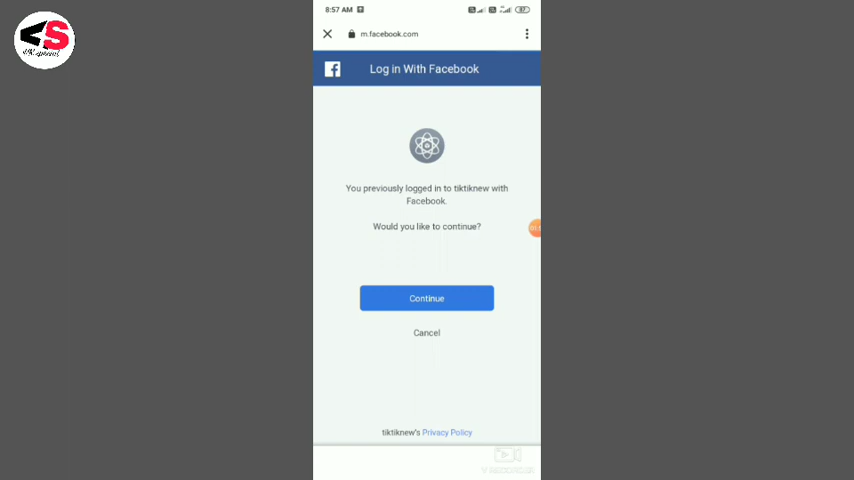 8:57 AM
87
m.facebook.com
Log in With Facebook
You previously logged in to tiktiknew with
Facebook.
Would you like to continue?
Continue
Cancel
tiktiknew's Privacy Policy